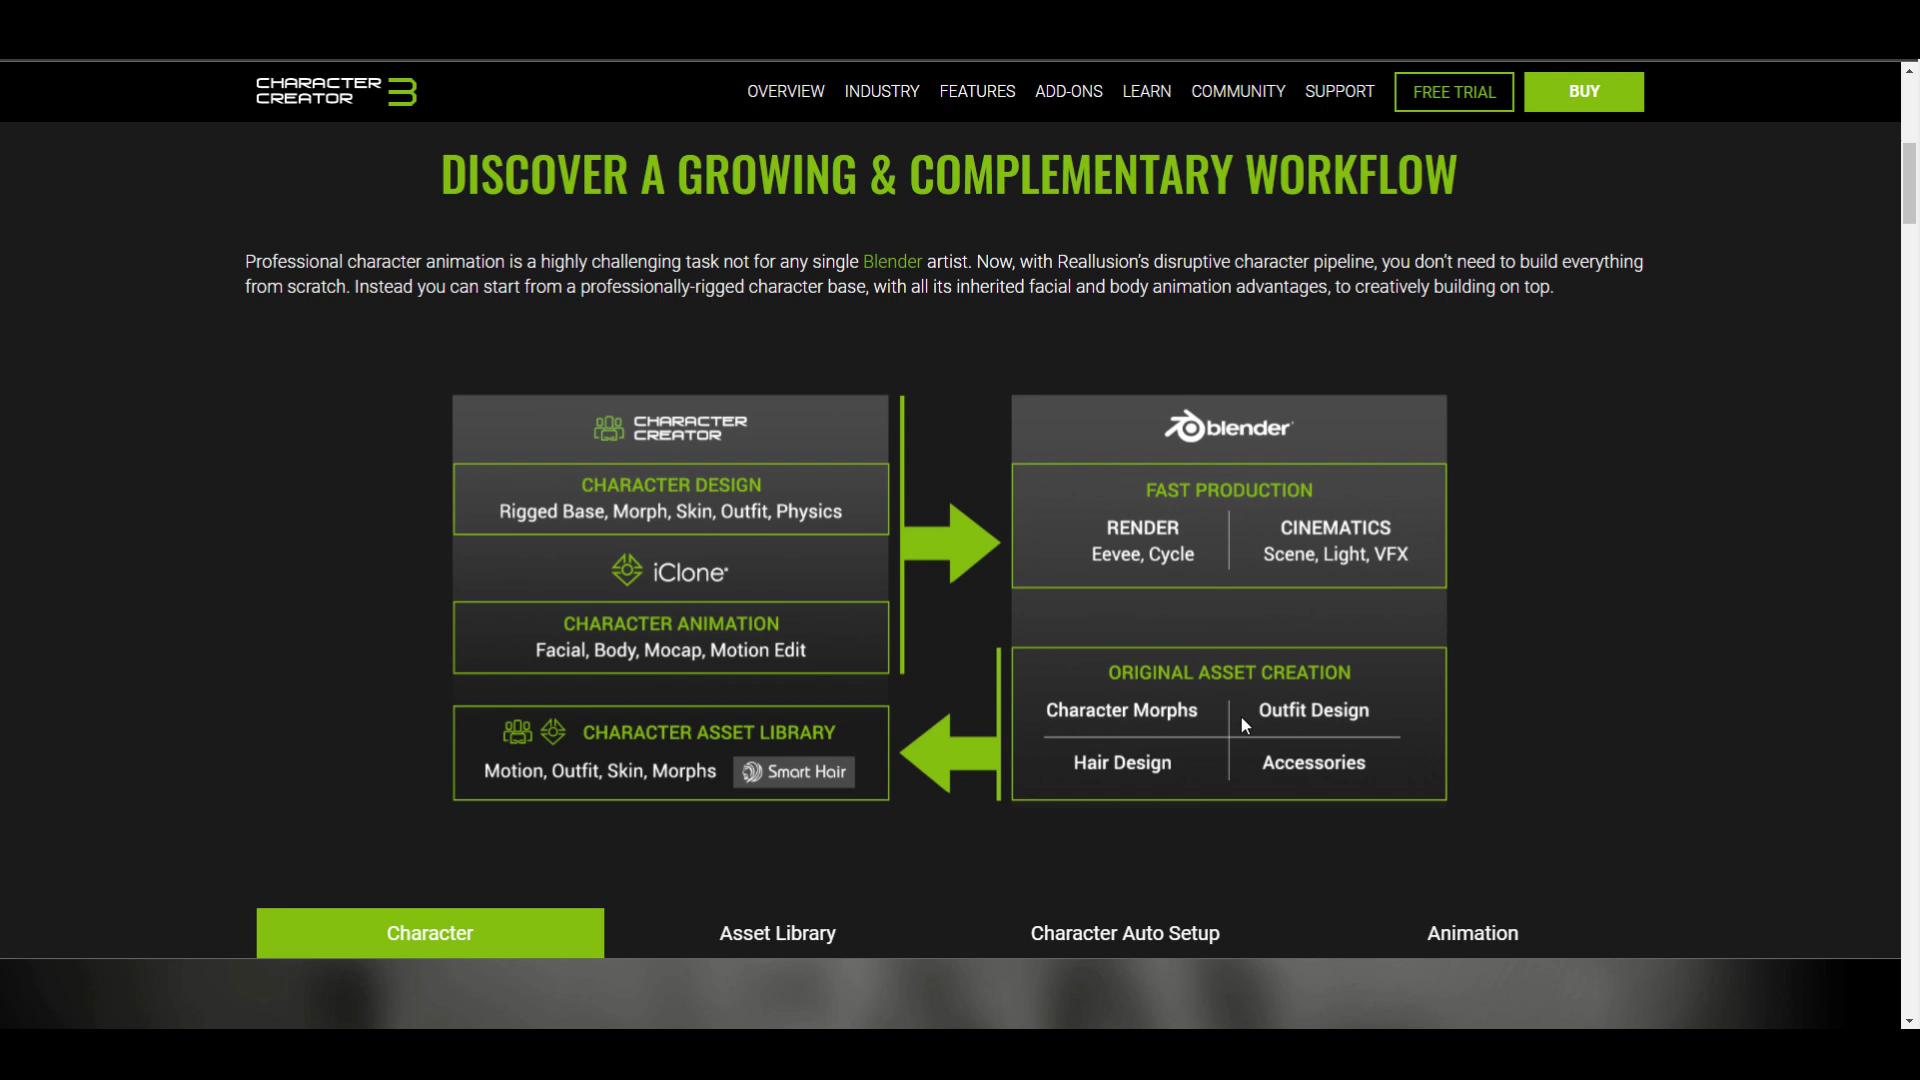 CHARACTER CREATOR 3
OVERVIEW INDUSTRY FEATURES ADD-ONS LEARN COMMUNITY SUPPORT FREE TRIAL BUY
DISCOVER A GROWING & COMPLEMENTARY WORKFLOW
Professional character animation is a highly challenging task not for any single Blender artist. Now, with Reallusion’s disruptive character pipeline, you don’t need to build everything
from scratch. Instead you can start from a professionally-rigged character base, with all its inherited facial and body animation advantages, to creatively building on top.
CHARACTER
CREATOR
CHARACTER DESIGN
Rigged Base, Morph, Skin, Outfit, Physics
iClone
CHARACTER ANIMATION
Facial, Body, Mocap, Motion Edit
CHARACTER ASSET LIBRARY
Motion, Outfit, Skin, Morphs Smart Hair
blender
FAST PRODUCTION
RENDER
Eevee, Cycle
CINEMATICS
Scene, Light, VFX
ORIGINAL ASSET CREATION
Character Morphs
Outfit Design
Hair Design
Accessories
Character Asset Library Character Auto Setup Animation